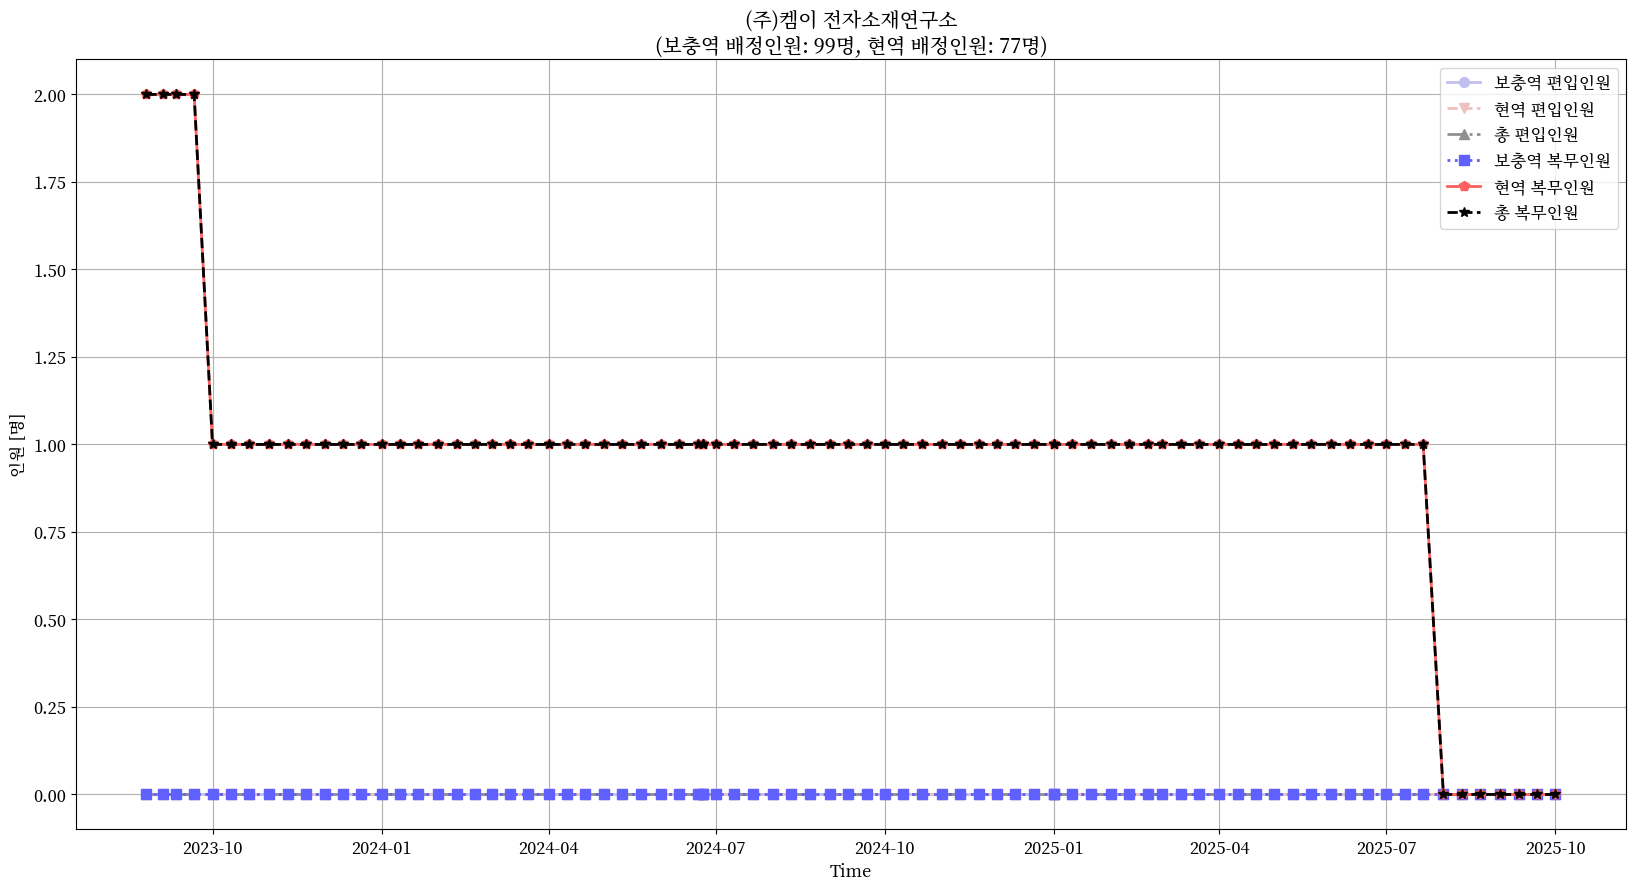 (주)켐이 전자소재연구소
(보충역 배정인원: 99명, 현역 배정인원: 77명)
보충역 편입인원
현역 편입인원
총 편입인원
보충역 복무인원
현역 복무인원
총 복무인원
2.00
1.75
1.50
1.25
1.00
0.75
0.50
0.25
0.00
인원 [명]
2023-10
2024-01
2024-04
2024-07
2024-10
2025-01
2025-04
2025-07
2025-10
Time